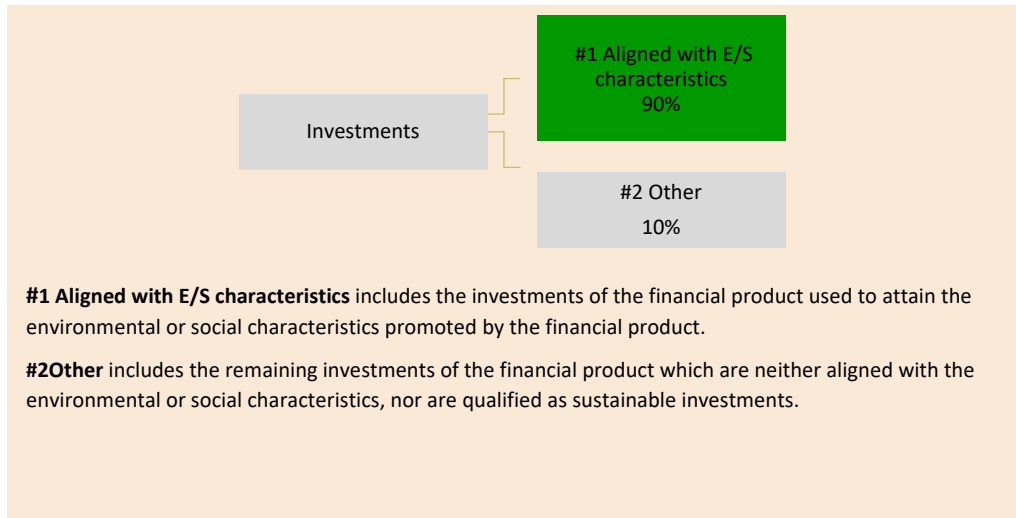 #1 Aligned with E/S
characteristics
90%
Investments
#2 Other
10%
#1 Aligned with E/S characteristics includes the investments of the financial product used to attain the
environmental or social characteristics promoted by the financial product.
#2Other includes the remaining investments of the financial product which are neither aligned with the
environmental or social characteristics, nor are qualified as sustainable investments.